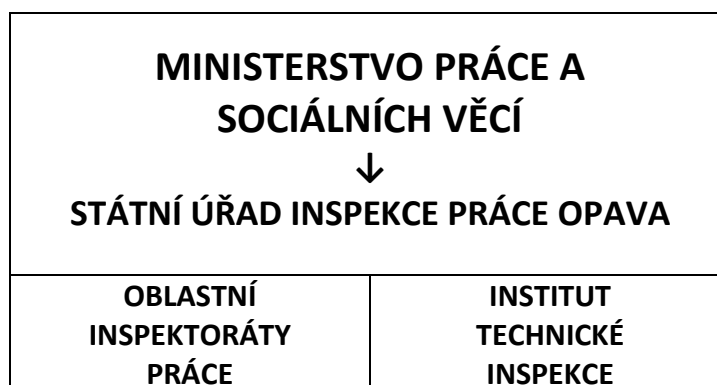 MINISTERSTVO PRÁCE A
SOCIÁLNÍCH VĚCÍ
↓
STÁTNÍ ÚŘAD INSPEKCE PRÁCE OPAVA
OBLASTNÍ
INSPEKTORÁTY
PRÁCE
INSTITUT
TECHNICKÉ
INSPEKCE